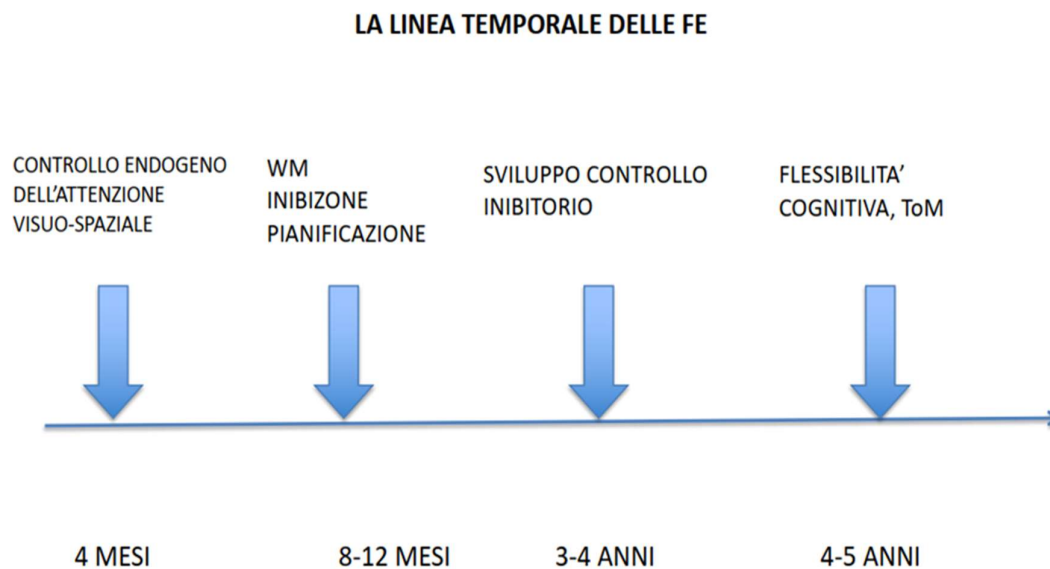 LA LINEA TEMPORALE DELLE FE
CONTROLLO ENDOGENO
DELL'ATTENZIONE
VISUO-SPAZIALE
WM
INIBIZONE
PIANIFICAZIONE
SVILUPPO CONTROLLO
INIBITORIO
FLESSIBILITA'
COGNITIVA, ToM
4 MESI
8-12 MESI
3-4 ANNI
4-5 ANNI